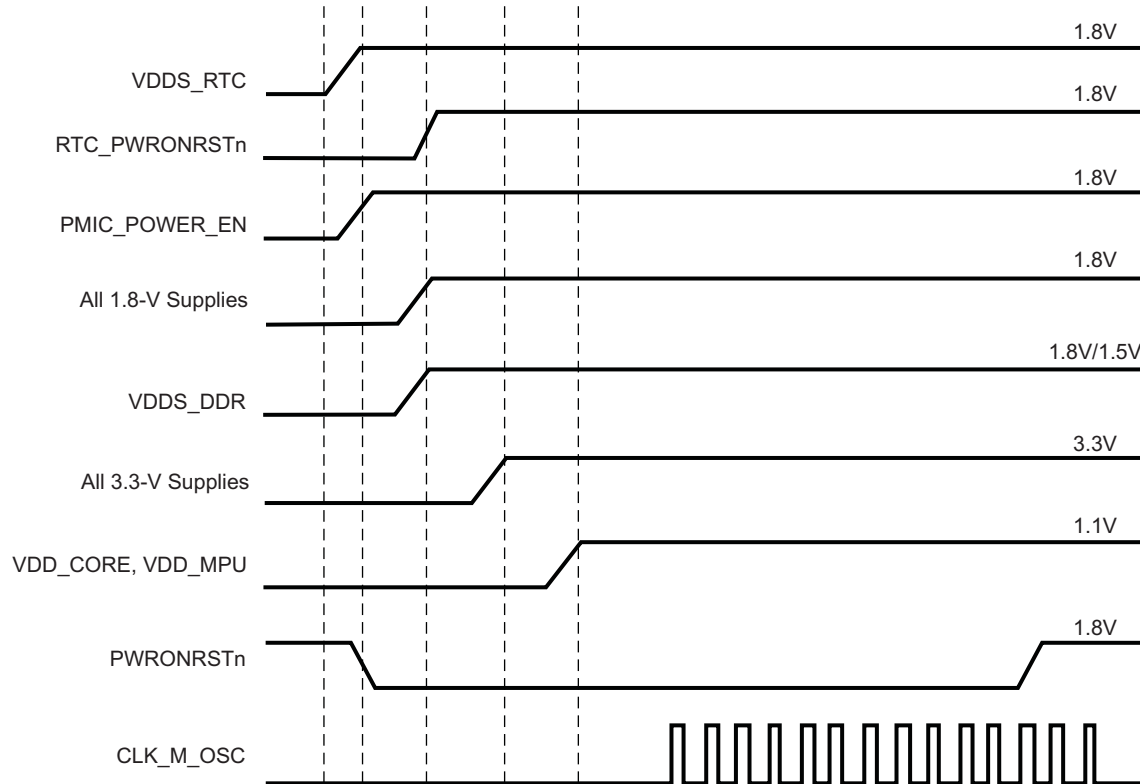 1.8V
VDDS_RTC
1.8V
RTC_PWRONRSTn
1.8V
PMIC_POWER_EN
1.8V
All 1.8-V Supplies
1.8V/1.5V
VDDS_DDR
3.3V
All 3.3-V Supplies
1.1V
VDD_CORE, VDD_MPU
1.8V
PWRONRSTn
CLK_M_OSC